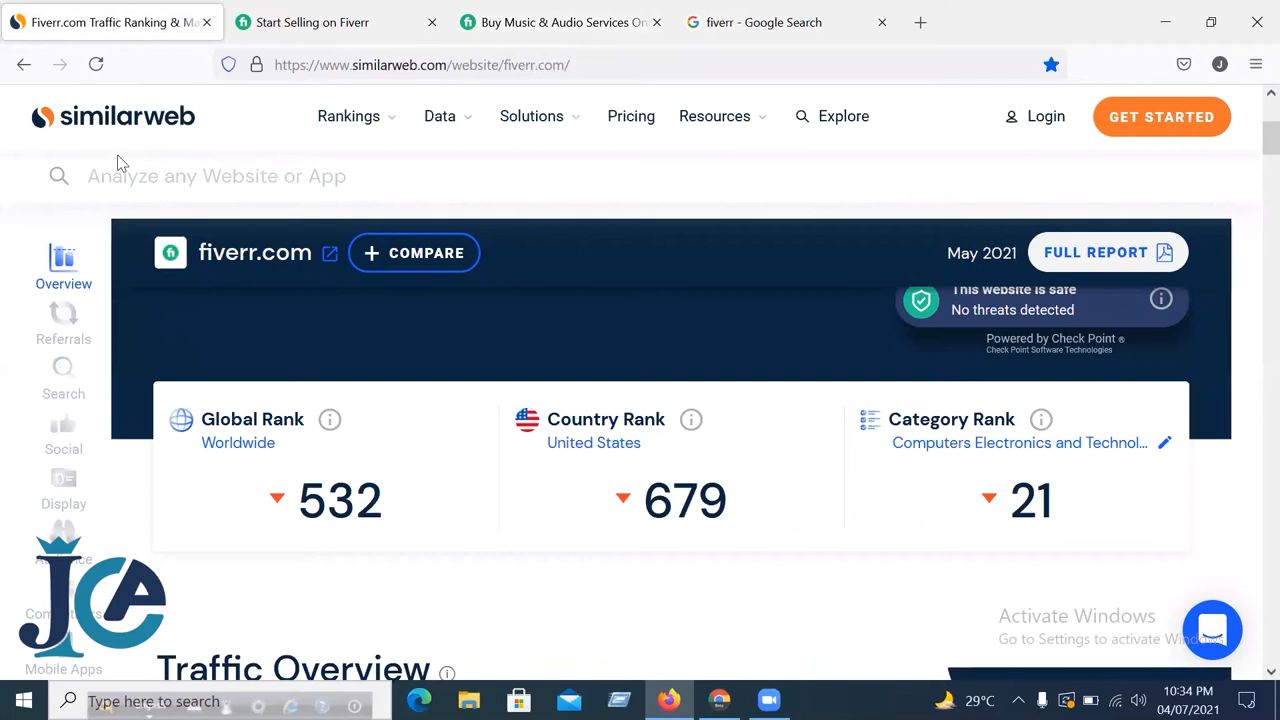 Fiverr.com Traffic Ranking & Ma
Start Selling on Fiverr
Buy Music & Audio Services On
fiverr - Google Search
https://www.similarweb.com/website/fiverr.com/
J
similarweb
Rankings
Data
Solutions
Pricing
Resources
Explore
Login
GET STARTED
Analyze any Website or App
Overview
Referrals
Search
Social
Display
Mobile Apps
fi
fiverr.com
+ COMPARE
May 2021
FULL REPORT
This website is safe
No threats detected
Powered by Check Point ®
Check Point Software Technologies
Global Rank
Worldwide
532
Country Rank
United States
679
Category Rank
Computers Electronics and Technol...
21
JCA
Traffic Overview
Activate Windows
Go to Settings to activate Windows.
Type here to search
29°C
10:34 PM
04/07/2021